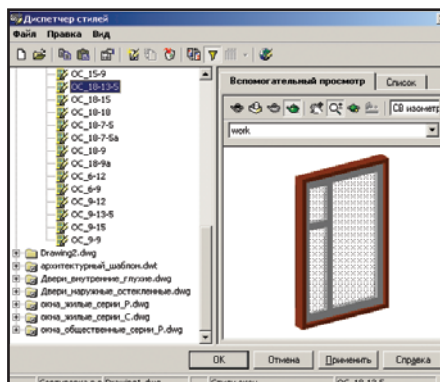 Диспетчер стилей
Файл Правка Вид
Вспомогательный просмотр Список
СВ изометр
work
ОС_15-9
ОС_18-13-5
ОС_18-15
ОС_18-18
ОС_18-7-5
ОС_18-7-5а
ОС_18-9
ОС_18-9а
ОС_6-12
ОС_6-9
ОС_9-12
ОС_9-13-5
ОС_9-15
ОС_9-9
Drawing2.dwg
архитектурный_шаблон.dwt
Двери_внутренние_глухие.dwg
Двери_наружные_остекленные.dwg
окна_жилые_серии_Р.dwg
окна_жилые_серии_С.dwg
окна_общественные_серии_Р.dwg
OK Отмена Применить Справка